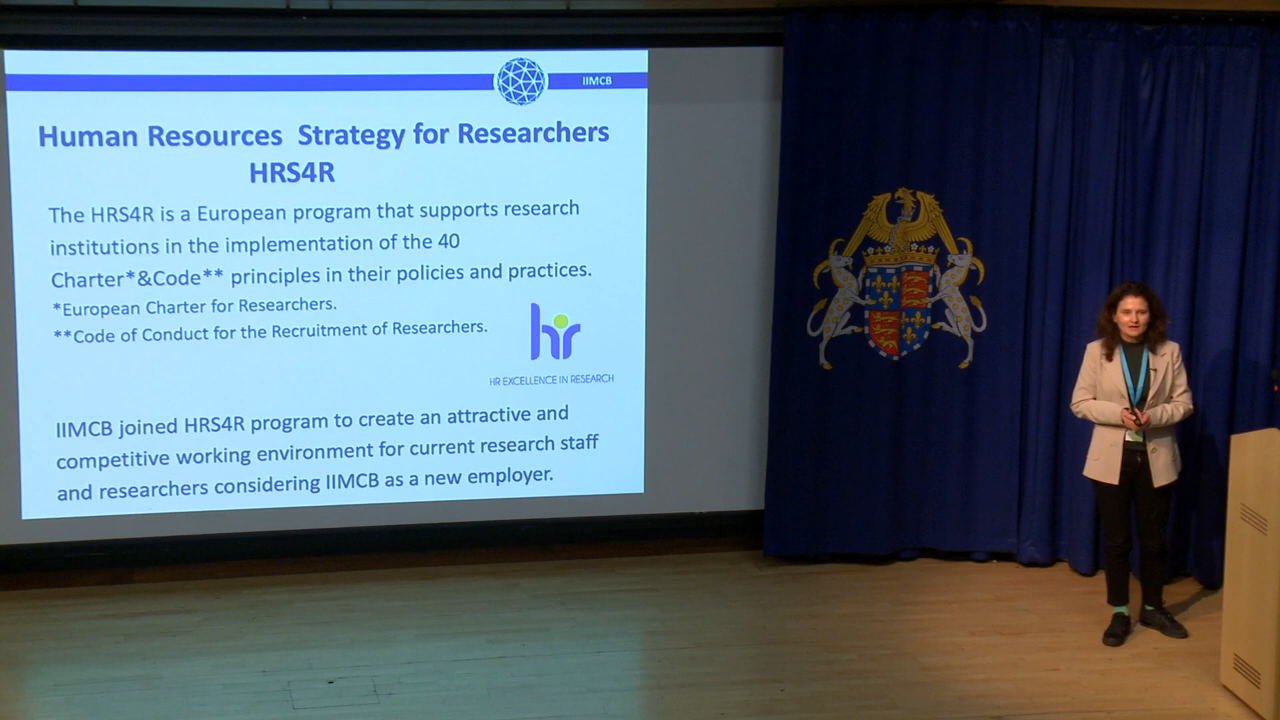 IIMCB
Human Resources Strategy for Researchers
HRS4R
The HRS4R is a European program that supports research
institutions in the implementation of the 40
Charter*&Code** principles in their policies and practices.
*European Charter for Researchers.
**Code of Conduct for the Recruitment of Researchers.
hr
HR EXCELLENCE IN RESEARCH
IIMCB joined HRS4R program to create an attractive and
competitive working environment for current research staff
and researchers considering IIMCB as a new employer.